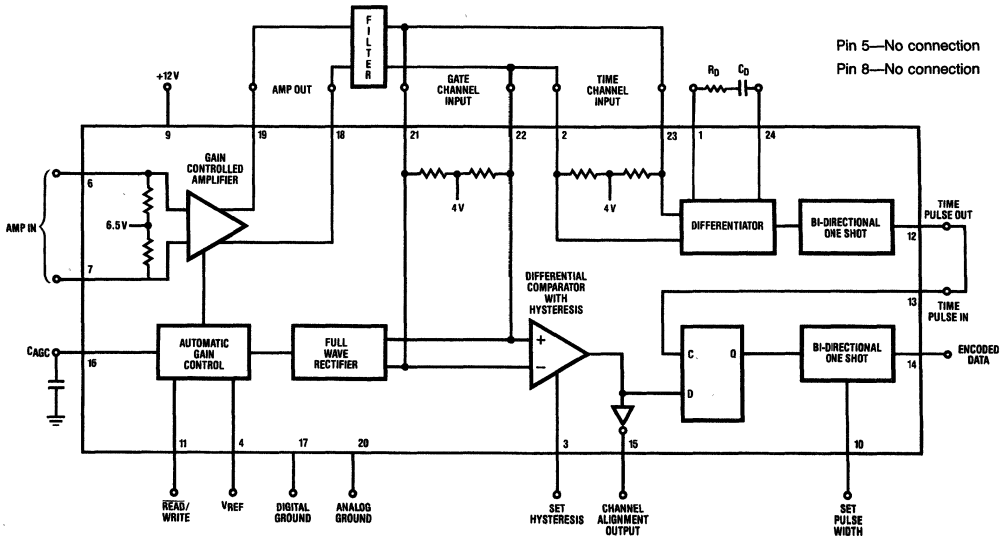 FILTER
Pin 5—No connection
Pin 8—No connection
+12V
AMP OUT
GATE
CHANNEL
INPUT
TIME
CHANNEL
INPUT
RD
CD
9
19
18
21
22
2
23
1
24
GAIN
CONTROLLED
AMPLIFIER
6
6.5V
AMP IN
7
4V
4V
DIFFERENTIATOR
BI-DIRECTIONAL
ONE SHOT
TIME
PULSE OUT
12
13
TIME
PULSE IN
DIFFERENTIAL
COMPARATOR
WITH
HYSTERESIS
CAGC
16
AUTOMATIC
GAIN
CONTROL
FULL
WAVE
RECTIFIER
+
−
C
Q
D
BI-DIRECTIONAL
ONE SHOT
ENCODED
DATA
14
11
4
17
20
3
15
10
READ/
WRITE
VREF
DIGITAL
GROUND
ANALOG
GROUND
SET
HYSTERESIS
CHANNEL
ALIGNMENT
OUTPUT
SET
PULSE
WIDTH